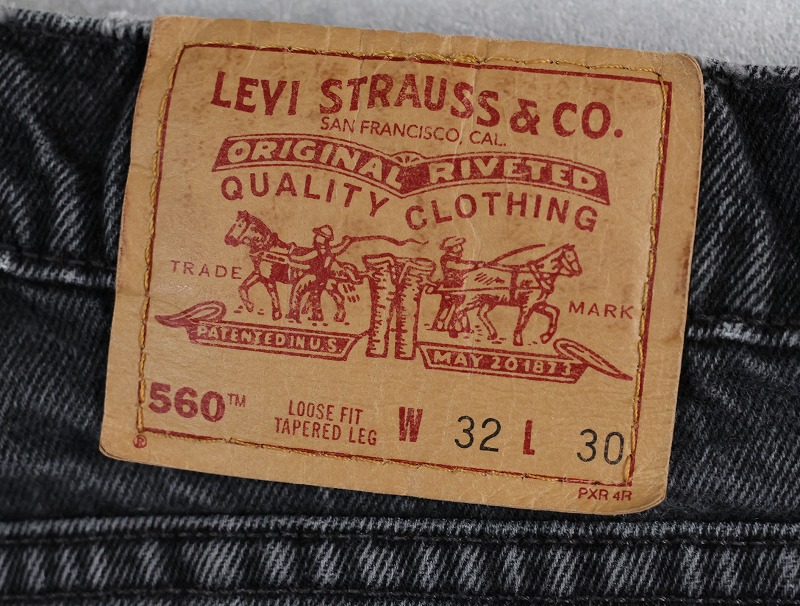 LEVI STRAUSS & CO.
SAN FRANCISCO, CAL.
ORIGINAL RIVETED
QUALITY CLOTHING
TRADE MARK
PATENTED IN U.S. MAY 20 1873
560™ LOOSE FIT W 32 L 30
TAPERED LEG
®
PXR 4R